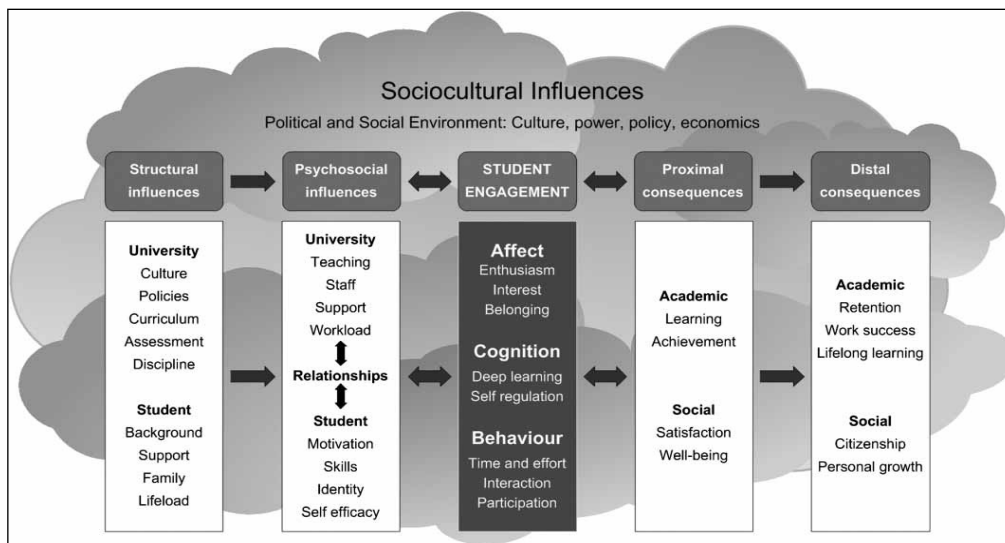 Sociocultural Influences
Political and Social Environment: Culture, power, policy, economics
Structural
influences
Psychosocial
influences
STUDENT
ENGAGEMENT
Proximal
consequences
Distal
consequences
University
Culture
Policies
Curriculum
Assessment
Discipline
Student
Background
Support
Family
Lifeload
University
Teaching
Staff
Support
Workload
Relationships
Student
Motivation
Skills
Identity
Self efficacy
Affect
Enthusiasm
Interest
Belonging
Cognition
Deep learning
Self regulation
Behaviour
Time and effort
Interaction
Participation
Academic
Learning
Achievement
Social
Satisfaction
Well-being
Academic
Retention
Work success
Lifelong learning
Social
Citizenship
Personal growth